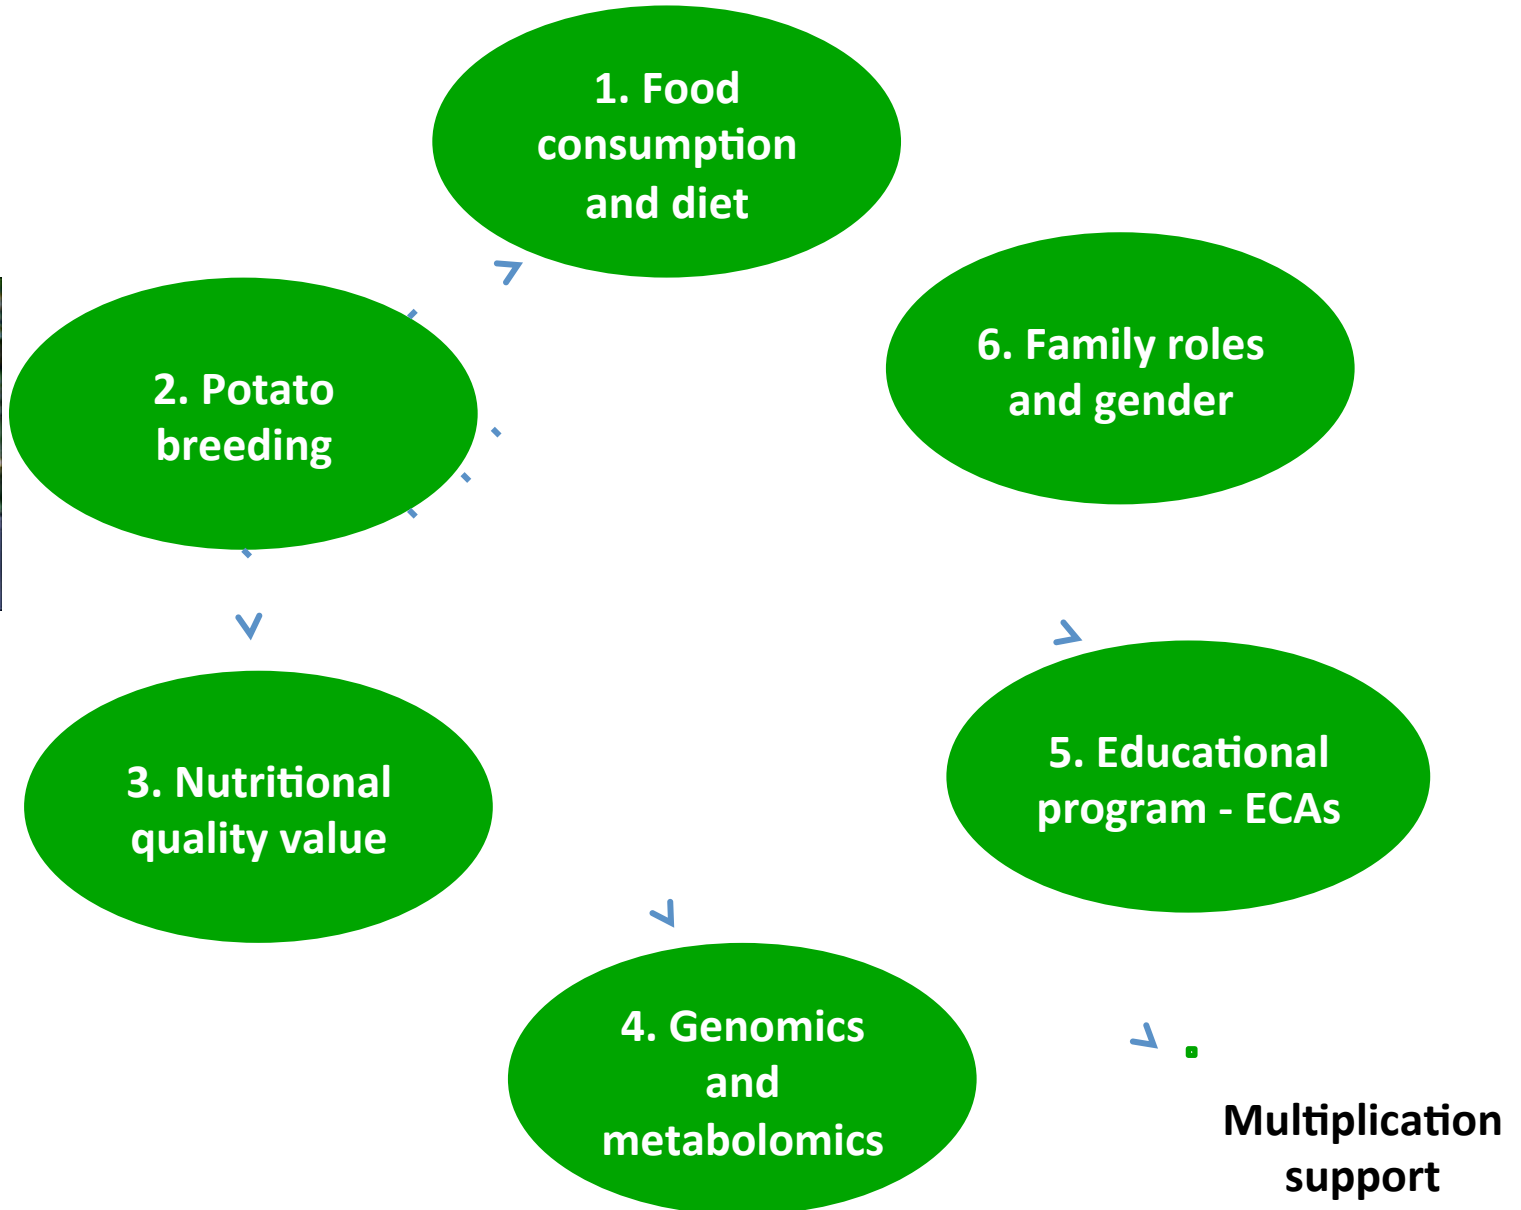 1. Food
consumption
and diet
2. Potato
breeding
3. Nutritional
quality value
4. Genomics
and
metabolomics
5. Educational
program - ECAs
6. Family roles
and gender
Multiplication
support